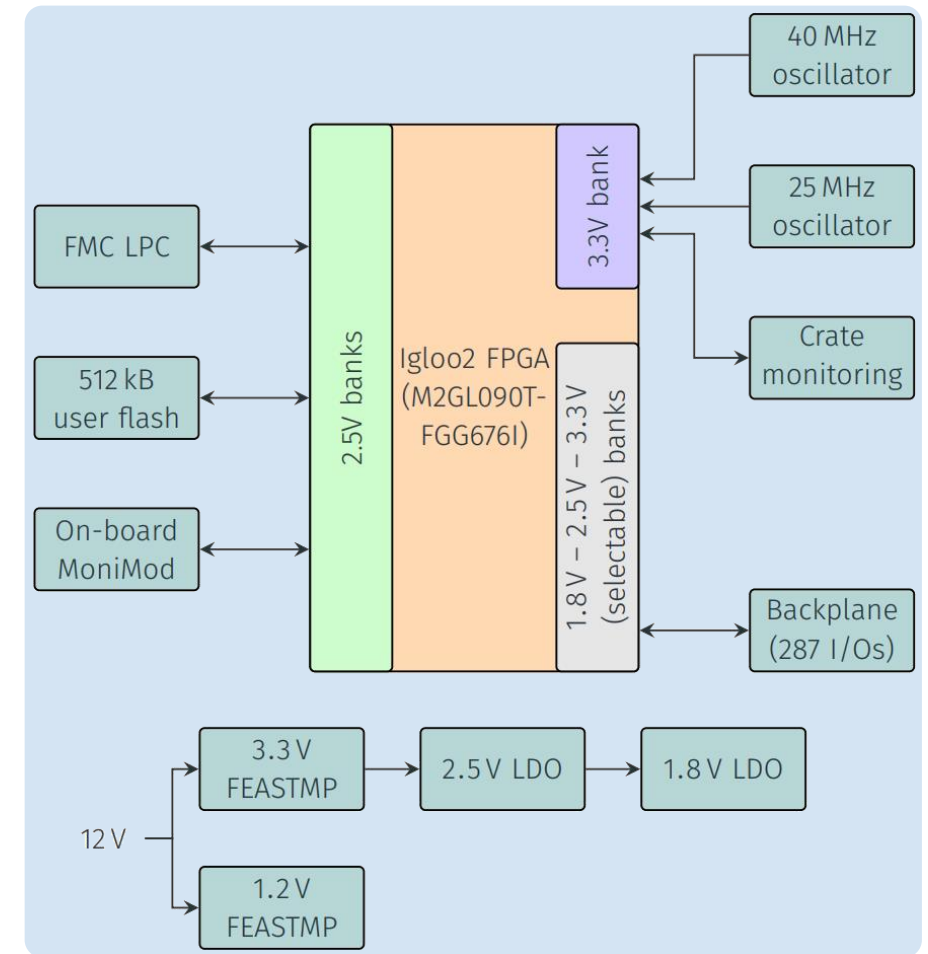 40 MHz
oscillator
25 MHz
oscillator
Crate
monitoring
Backplane
(287 I/Os)
3.3V bank
1.8 V – 2.5 V – 3.3 V
(selectable) banks
Igloo2 FPGA
(M2GL090T-
FGG676I)
2.5V banks
FMC LPC
512 kB
user flash
On-board
MoniMod
12 V
3.3 V
FEASTMP
2.5 V LDO
1.8 V LDO
1.2 V
FEASTMP